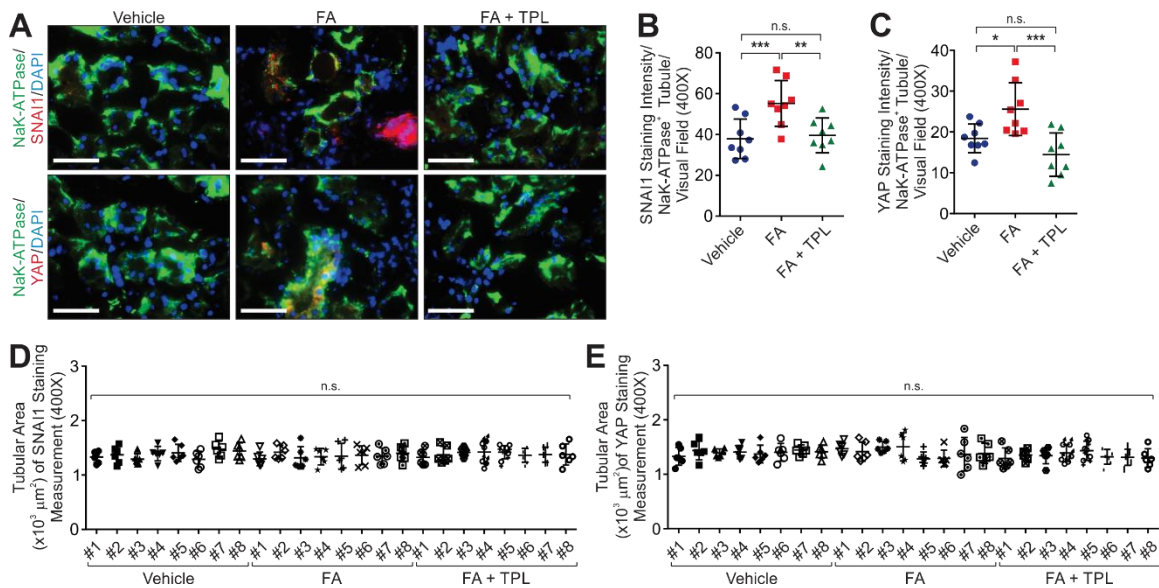 A
Vehicle
FA
FA + TPL
NaK-ATPase/
SNAI1/DAPI
NaK-ATPase/
YAP/DAPI
B
n.s.
***
**
SNAI1 Staining Intensity/
NaK-ATPase⁺ Tubule/
Visual Field (400X)
80
60
40
20
0
Vehicle
FA
FA + TPL
C
n.s.
*
***
YAP Staining Intensity/
NaK-ATPase⁺ Tubule/
Visual Field (400X)
40
30
20
10
0
Vehicle
FA
FA + TPL
D
n.s.
Tubular Area
(x10³ μm²) of SNAI1 Staining
Measurement (400X)
3
2
1
0
#1 #2 #3 #4 #5 #6 #7 #8 #1 #2 #3 #4 #5 #6 #7 #8 #1 #2 #3 #4 #5 #6 #7 #8
Vehicle FA FA + TPL
E
n.s.
Tubular Area
(x10³ μm²)of YAP Staining
Measurement (400X)
3
2
1
0
#1 #2 #3 #4 #5 #6 #7 #8 #1 #2 #3 #4 #5 #6 #7 #8 #1 #2 #3 #4 #5 #6 #7 #8
Vehicle FA FA + TPL